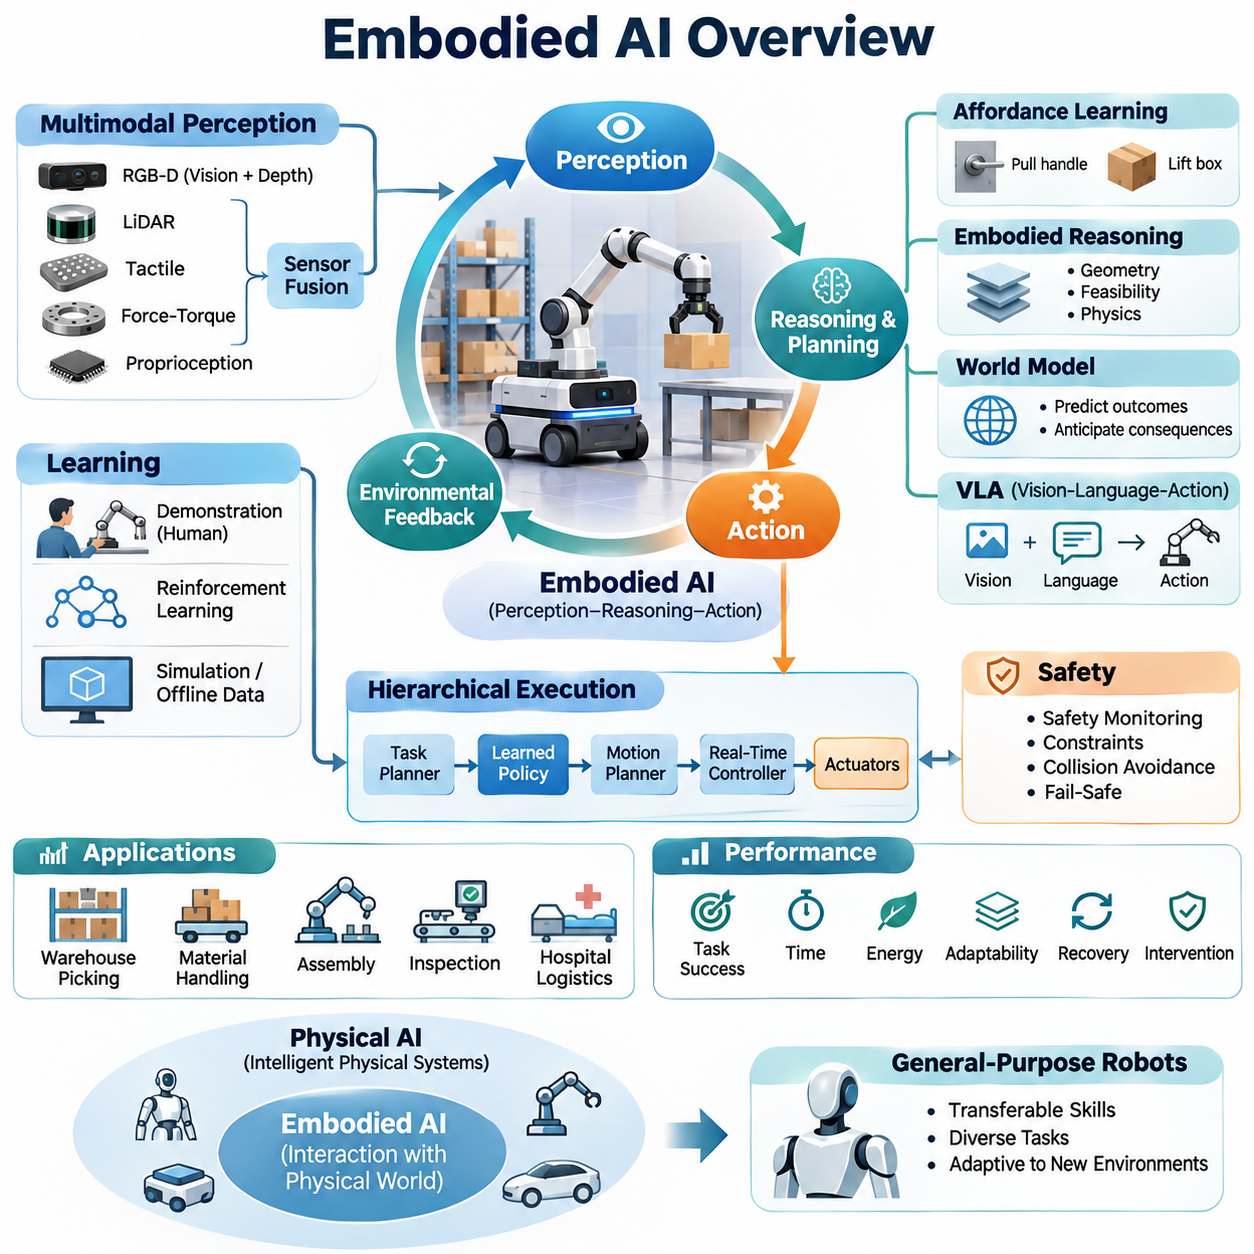 Embodied AI Overview
Multimodal Perception
RGB-D (Vision + Depth)
LiDAR
Tactile
Force-Torque
Proprioception
Sensor
Fusion
Perception
Reasoning &
Planning
Action
Environmental
Feedback
Embodied AI
(Perception–Reasoning–Action)
Affordance Learning
Pull handle
Lift box
Embodied Reasoning
• Geometry
• Feasibility
• Physics
World Model
• Predict outcomes
• Anticipate consequences
VLA (Vision-Language-Action)
Vision
+
Language
Action
Learning
Demonstration
(Human)
Reinforcement
Learning
Simulation /
Offline Data
Hierarchical Execution
Task
Planner
Learned
Policy
Motion
Planner
Real-Time
Controller
Actuators
Safety
• Safety Monitoring
• Constraints
• Collision Avoidance
• Fail-Safe
Applications
Warehouse
Picking
Material
Handling
Assembly
Inspection
Hospital
Logistics
Performance
Task
Success
Time
Energy
Adaptability
Recovery
Intervention
Physical AI
(Intelligent Physical Systems)
Embodied AI
(Interaction with
Physical World)
General-Purpose Robots
• Transferable Skills
• Diverse Tasks
• Adaptive to New Environments